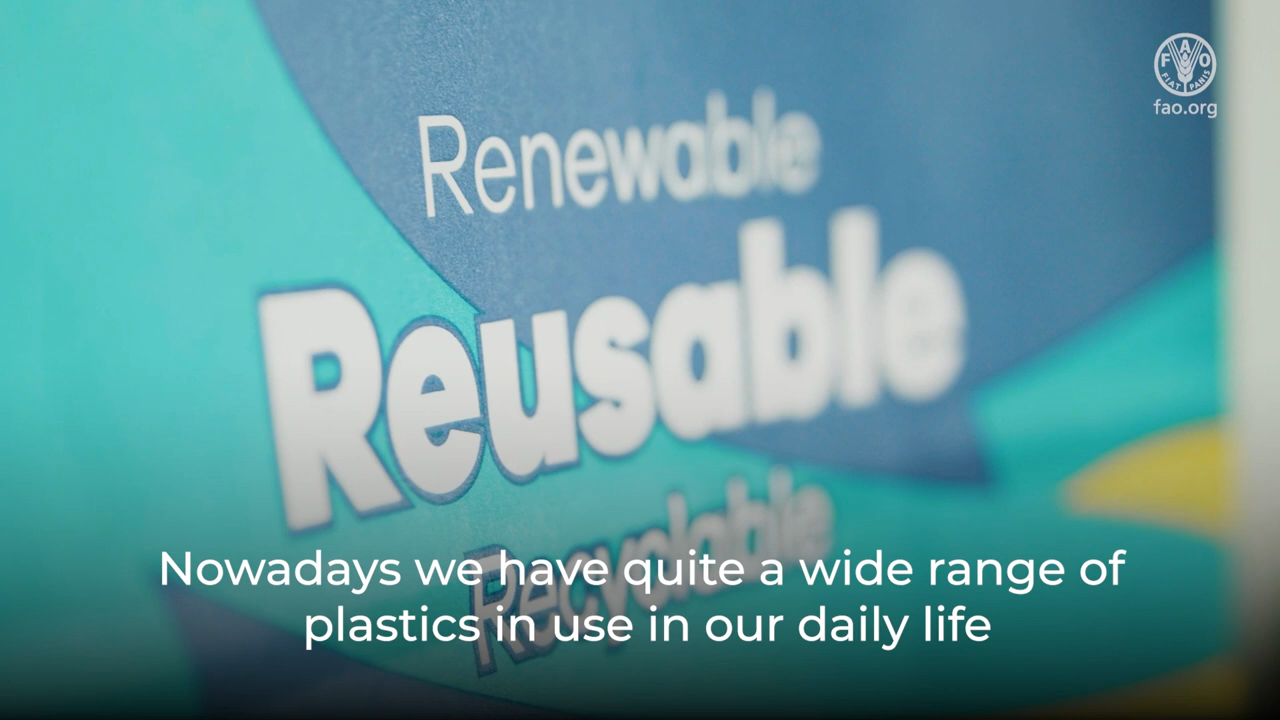 FAO
FIAT PANIS
fao.org
Renewable
Reusable
Recyclable
Nowadays we have quite a wide range of
plastics in use in our daily life